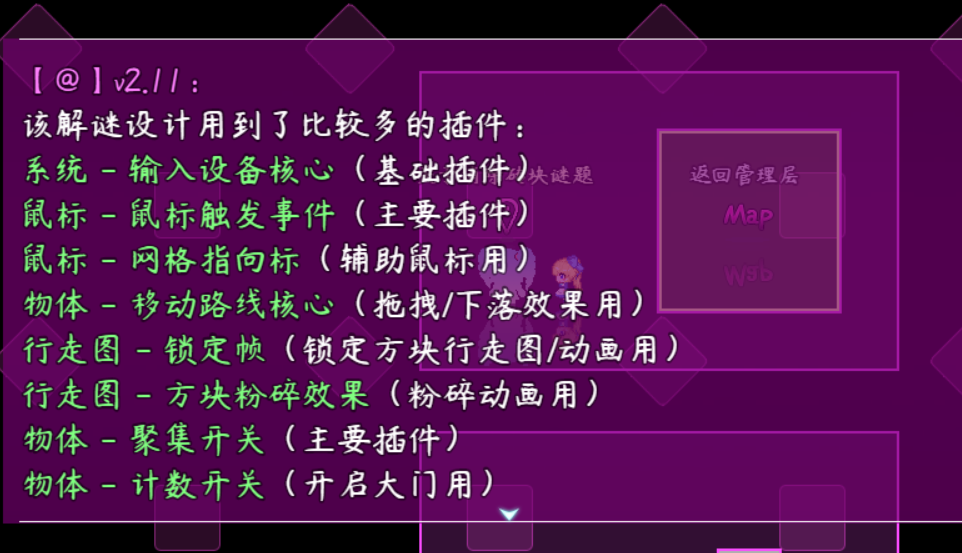 【@】v2.11：
该解谜设计用到了比较多的插件：
系统 - 输入设备核心（基础插件）
鼠标 - 鼠标触发事件（主要插件）
鼠标 - 网格指向标（辅助鼠标用）
物体 - 移动路线核心（拖拽/下落效果用）
行走图 - 锁定帧（锁定方块行走图/动画用）
行走图 - 方块粉碎效果（粉碎动画用）
物体 - 聚集开关（主要插件）
物体 - 计数开关（开启大门用）
砖块谜题
返回管理层
Map